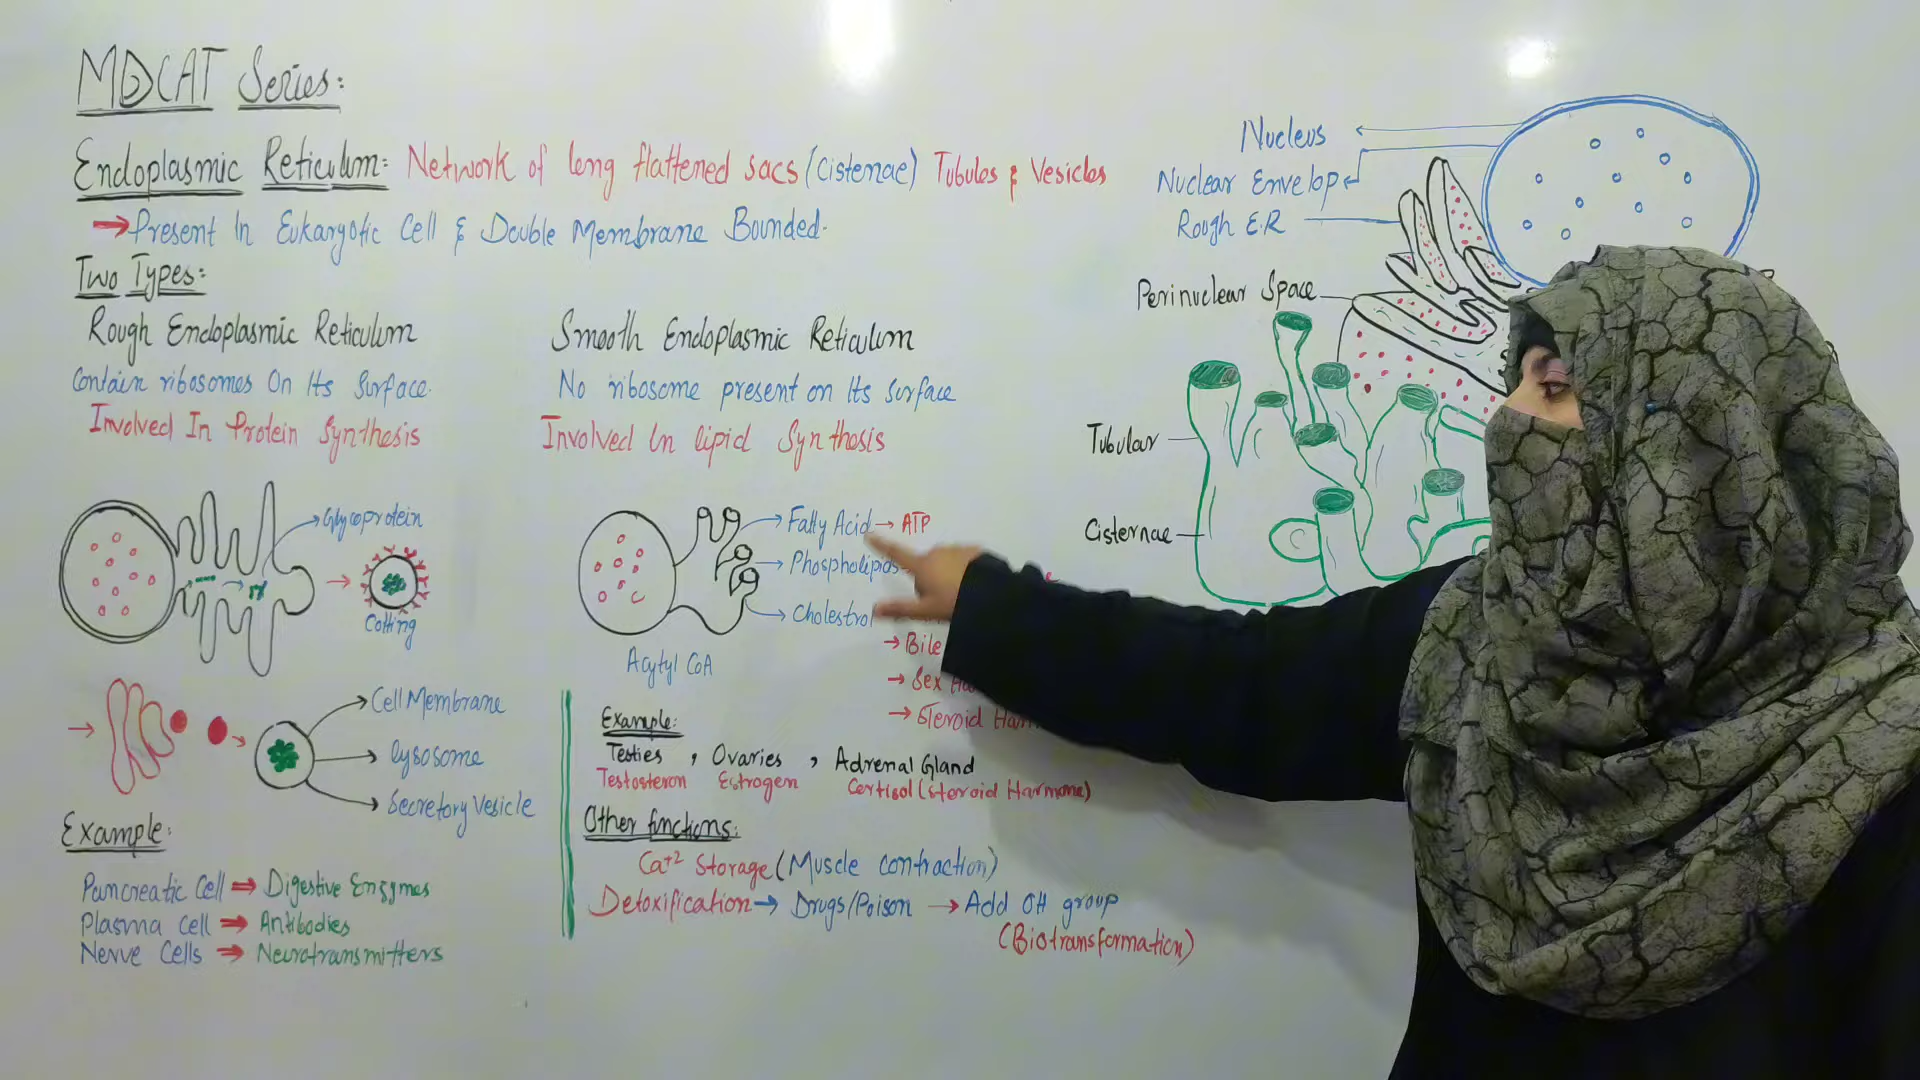 MDCAT Series:
Endoplasmic Reticulum: Network of long flattened sacs (Cisternae) Tubules & Vesicles
→ Present In Eukaryotic Cell & Double Membrane Bounded.
Two Types:
Rough Endoplasmic Reticulum
Contain ribosomes On Its Surface.
Involved In Protein Synthesis
Glycoprotein
Cotting
Cell Membrane
lysosome
Secretory Vesicle
Example:
Pancreatic Cell ⇒ Digestive Enzymes
Plasma Cell ⇒ Antibodies
Nerve Cells ⇒ Neurotransmitters
Smooth Endoplasmic Reticulum
No ribosome present on Its Surface
Involved In lipid Synthesis
Fatty Acid → ATP
Phospholipids
Cholestrol
→ Bile
→ Sex
→ Steroid
Acytyl CoA
Example:
Testies , Ovaries , Adrenal Gland
Testosteron Estrogen Certisol (Steroid Harmone)
Other functions:
Ca+2 Storage (Muscle contraction)
Detoxification → Drugs/Poison → Add OH group
(Biotransformation)
Nucleus
Nuclear Envelop
Rough E.R
Perinuclear Space
Tubular
Cisternae